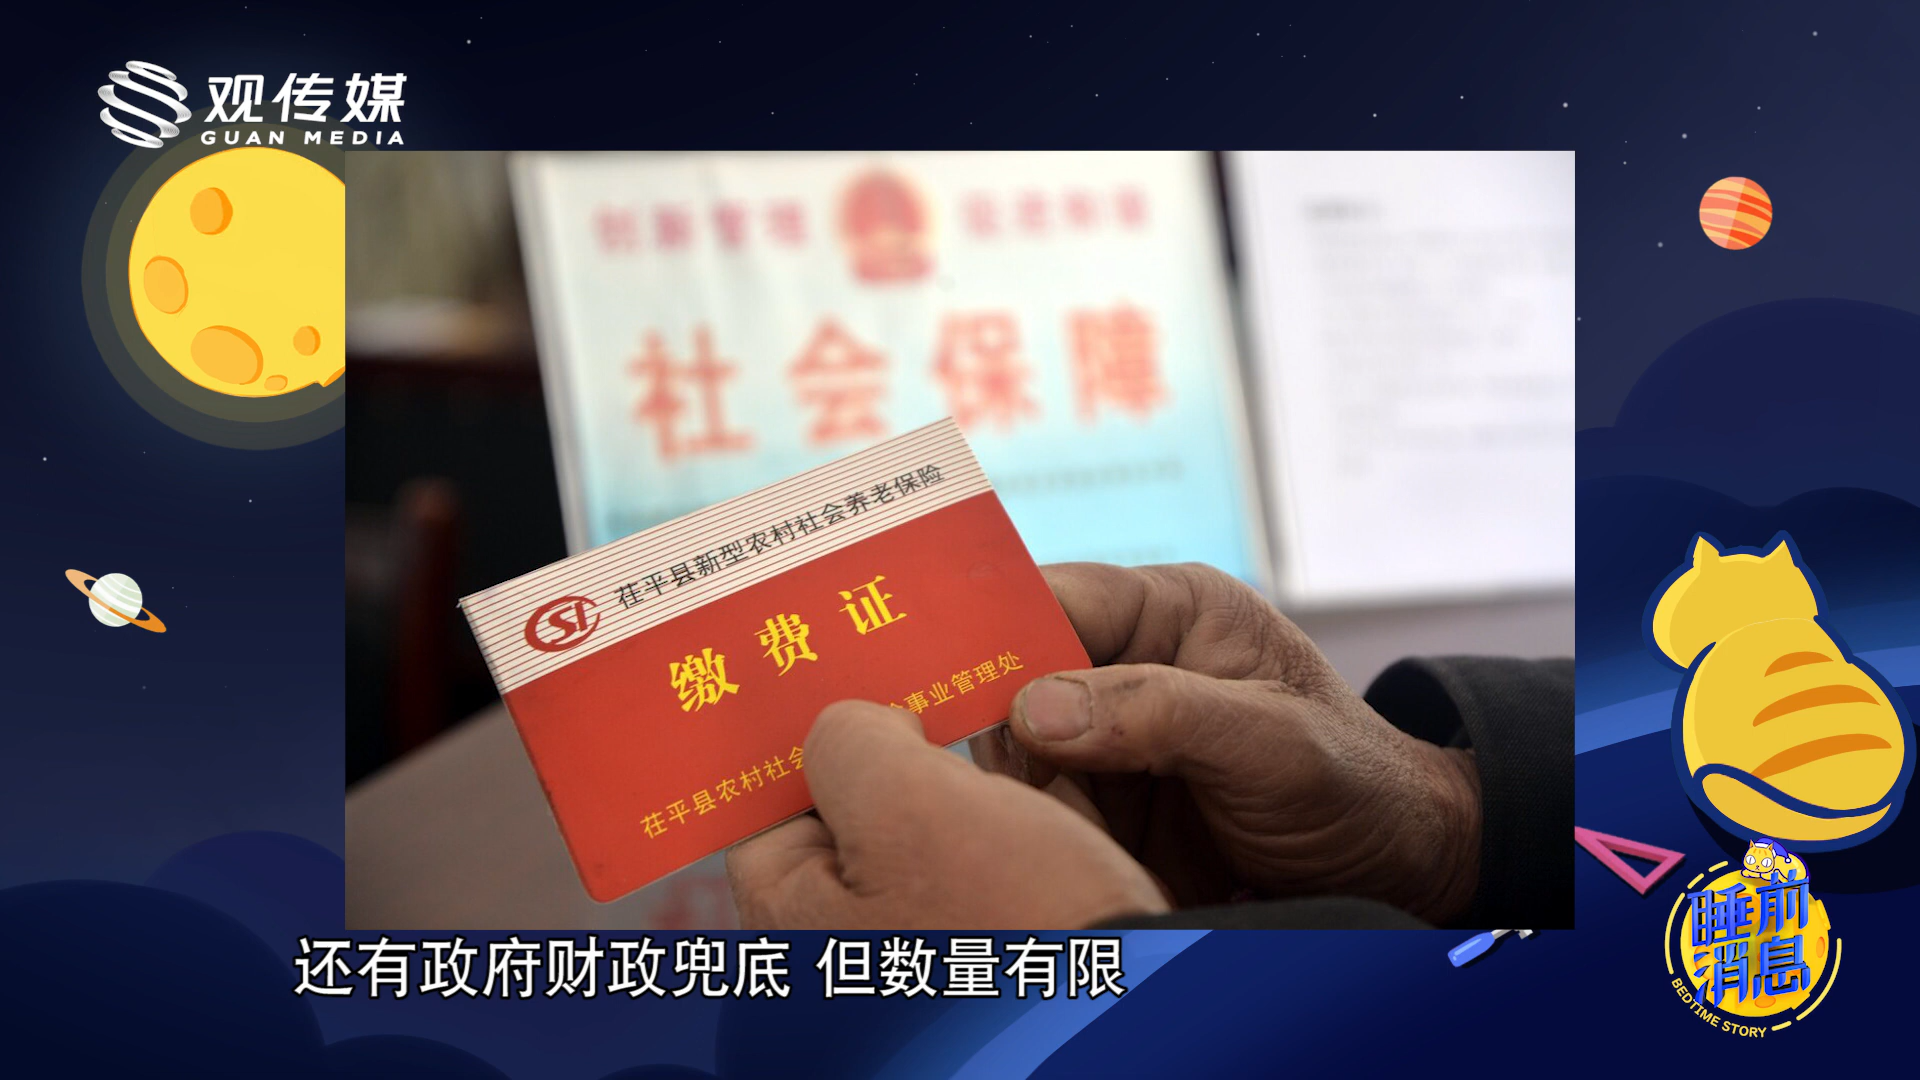 观传媒
GUAN MEDIA
社会保障
茌平县新型农村社会养老保险
缴费证
茌平县农村社会
事业管理处
还有政府财政兜底 但数量有限
睡前
消息
BEDTIME STORY